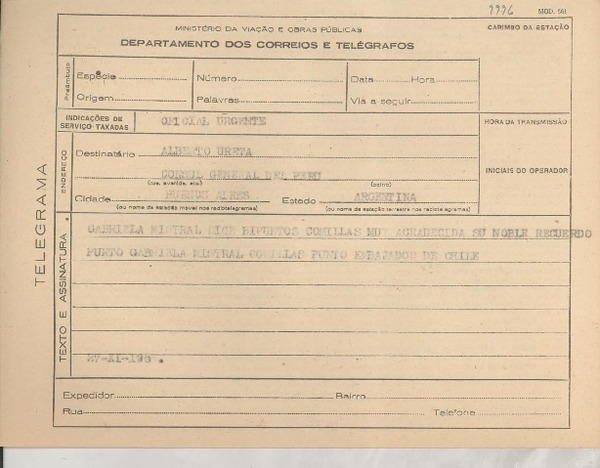 9996
MOD. 561
MINISTÉRIO DA VIAÇÃO E OBRAS PÚBLICAS
DEPARTAMENTO DOS CORREIOS E TELÉGRAFOS
CARIMBO DA ESTAÇÃO
Preâmbulo
Espécie
Número
Data
Hora
Origem
Palavras
Via a seguir
INDICAÇÕES DE SERVIÇO TAXADAS
OFICIAL URGENTE
HORA DA TRANSMISSÃO
TELEGRAMA
ENDEREÇO
Destinatário ALBERTO URETA
CONSUL GENERAL DEL PERU
INICIAIS DO OPERADOR
(rua, avenida, etc.)
(bairro)
Cidade BUENOS AIRES Estado ARGENTINA
(ou nome da estação móvel nos radiotelegramas)
(ou nome da estação terrestre nos radiotelegramas)
TEXTO E ASSINATURA
GABRIELA MISTRAL DICE BIPUNTOS COMILLAS MUY AGRADECIDA SU NOBLE RECUERDO
PUNTO GABRIELA MISTRAL COMILLAS PUNTO EMBAJADOR DE CHILE
27-XI-19
Expedidor
Bairro
Rua
Telefone